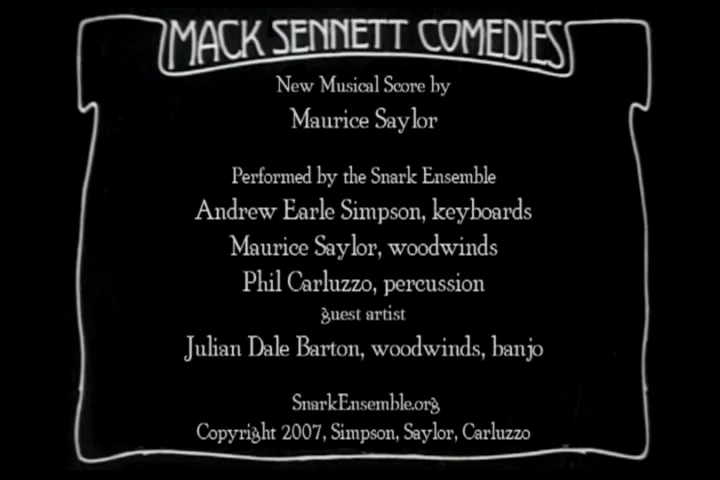 MACK SENNETT COMEDIES
New Musical Score by
Maurice Saylor
Performed by the Snark Ensemble
Andrew Earle Simpson, keyboards
Maurice Saylor, woodwinds
Phil Carluzzo, percussion
guest artist
Julian Dale Barton, woodwinds, banjo
SnarkEnsemble.org
Copyright 2007, Simpson, Saylor, Carluzzo